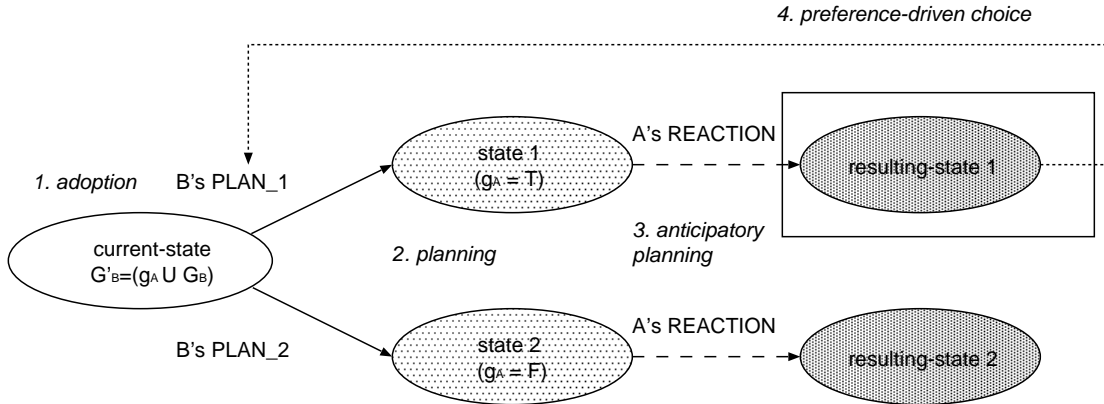 4. preference-driven choice
A's REACTION
state 1
(gA = T)
resulting-state 1
1. adoption
B's PLAN_1
current-state
G'B=(gA U GB)
2. planning
3. anticipatory
planning
B's PLAN_2
A's REACTION
state 2
(gA = F)
resulting-state 2